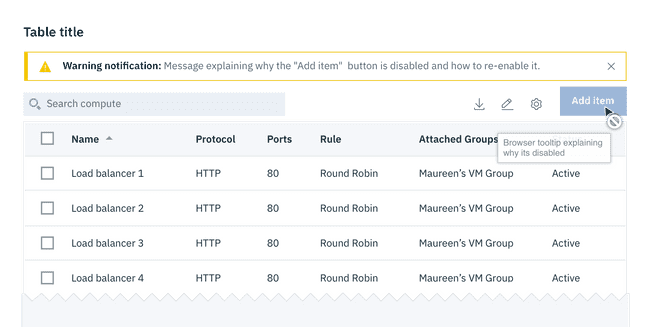 Table title
Warning notification: Message explaining why the "Add item" button is disabled and how to re-enable it.
Search compute
Add item
Browser tooltip explaining
why its disabled
Name Protocol Ports Rule Attached Groups
Load balancer 1 HTTP 80 Round Robin Maureen's VM Group Active
Load balancer 2 HTTP 80 Round Robin Maureen's VM Group Active
Load balancer 3 HTTP 80 Round Robin Maureen's VM Group Active
Load balancer 4 HTTP 80 Round Robin Maureen's VM Group Active